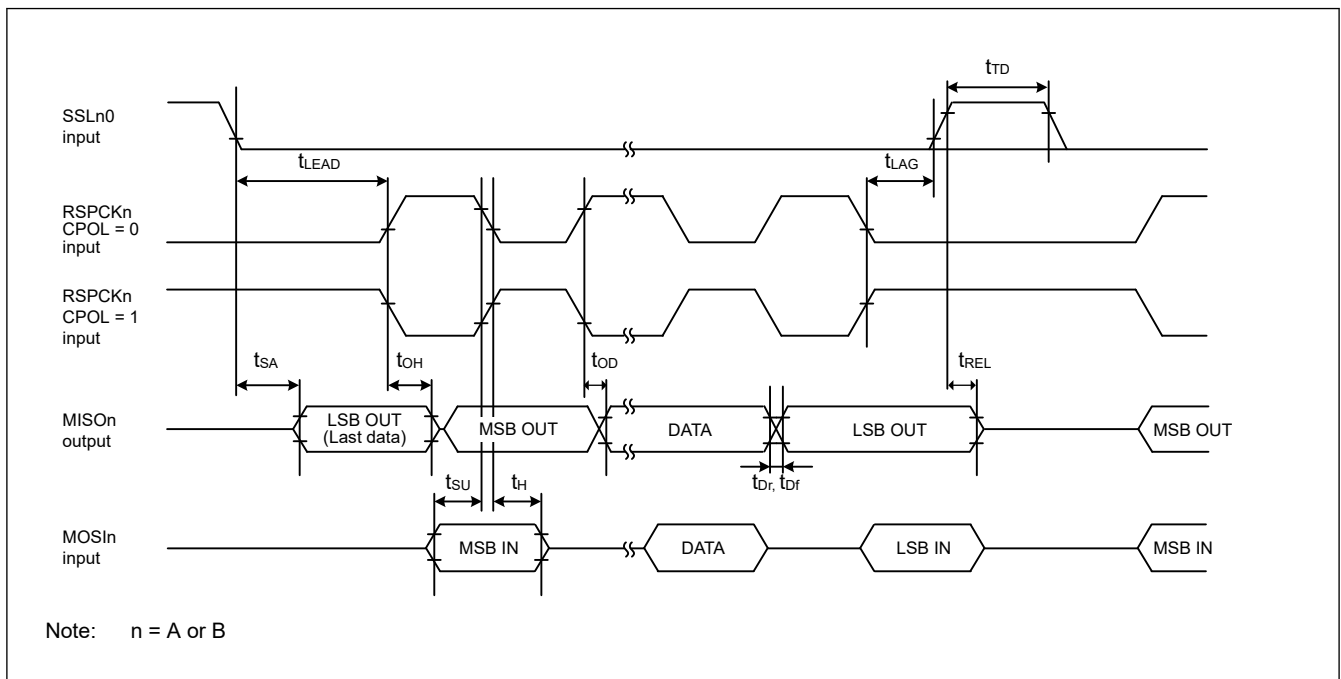 tTD
SSLn0
input
tLEAD
tLAG
RSPCKn
CPOL = 0
input
RSPCKn
CPOL = 1
input
tSA
tOH
tOD
tREL
MISOn
output
LSB OUT
(Last data)
MSB OUT
DATA
LSB OUT
MSB OUT
tSU
tH
tDr, tDf
MOSIn
input
MSB IN
DATA
LSB IN
MSB IN
Note: n = A or B